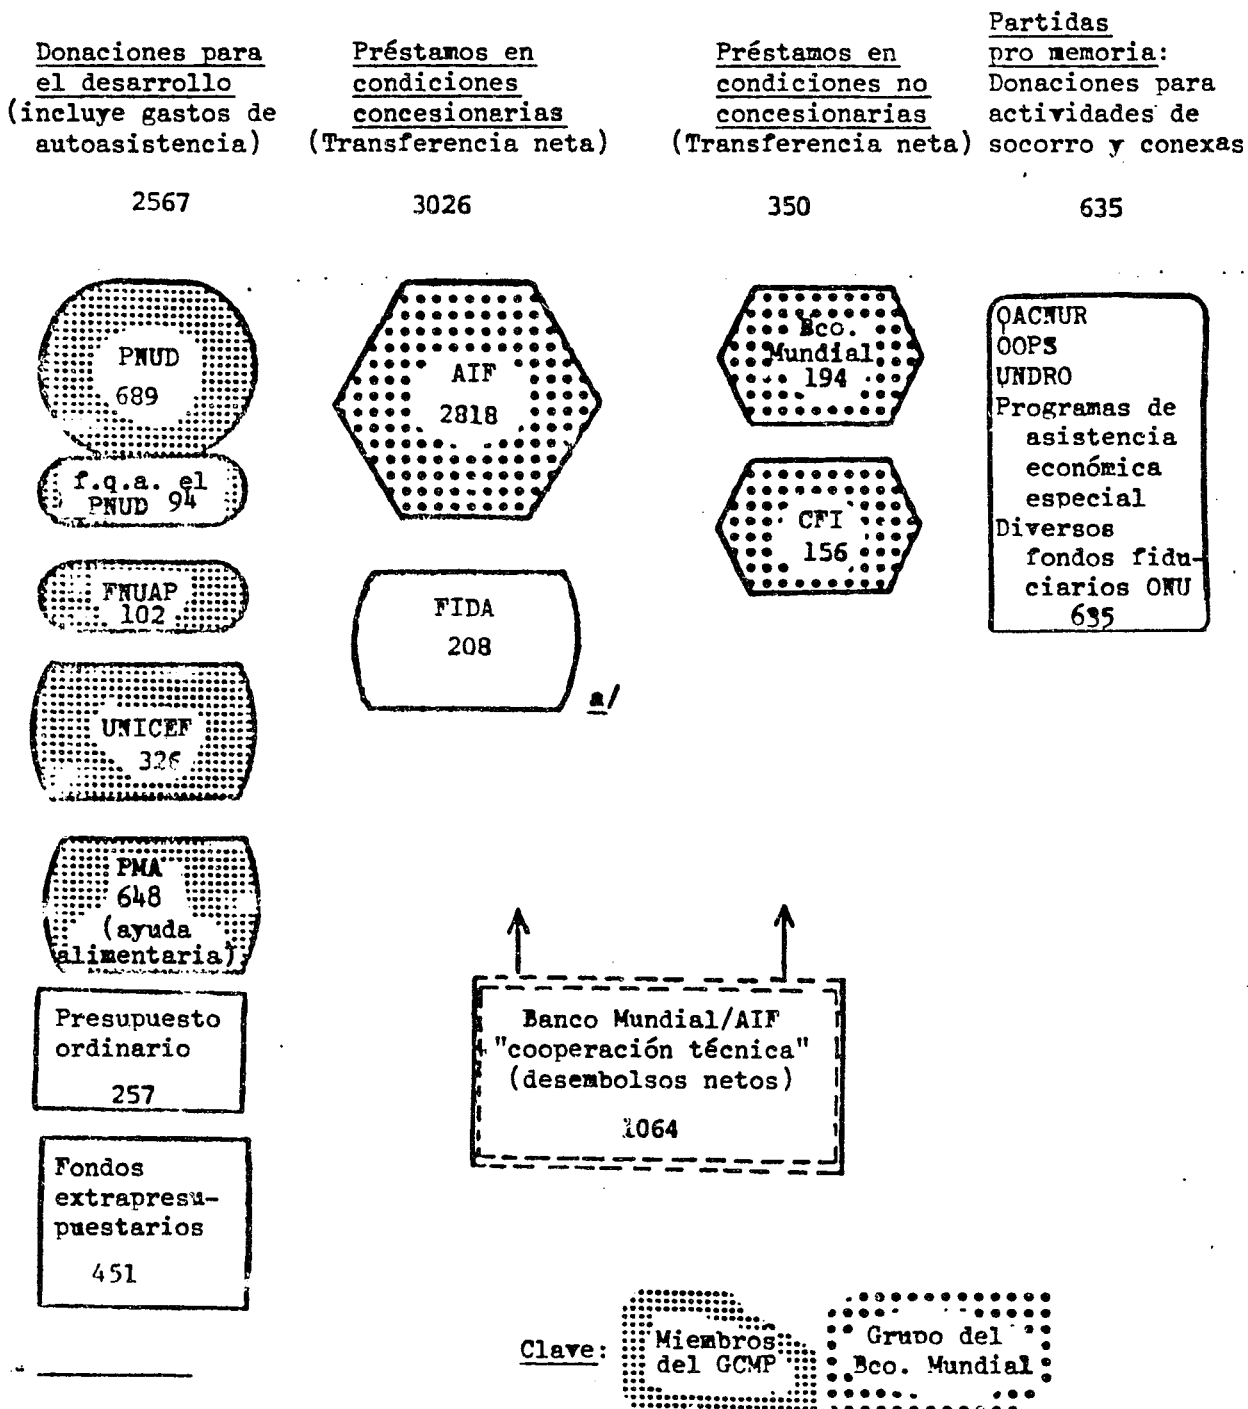 Donaciones para
el desarrollo
(incluye gastos de
autoasistencia)
2567
Préstamos en
condiciones
concesionarias
(Transferencia neta)
3026
Préstamos en
condiciones no
concesionarias
(Transferencia neta)
350
Partidas
pro memoria:
Donaciones para
actividades de
socorro y conexas
635
PNUD
689
f.q.a. el
PNUD 94
FNUAP
102
UNICEF
326
PMA
648
(ayuda
alimentaria)
Presupuesto
ordinario
257
Fondos
extrapresu-
puestarios
451
AIF
2818
FIDA
208
a/
Bco.
Mundial
194
CFI
156
OACNUR
OOPS
UNDRO
Programas de
asistencia
económica
especial
Diversos
fondos fidu-
ciarios ONU
635
Banco Mundial/AIF
"cooperación técnica"
(desembolsos netos)
1064
Clave:
Miembros
del GCMP
Grupo del
Bco. Mundial